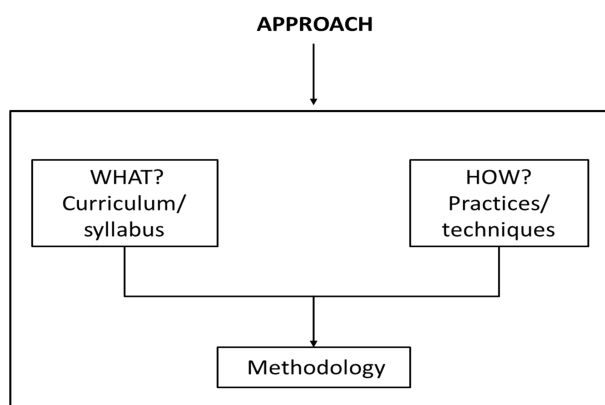 APPROACH
WHAT?
Curriculum/
syllabus
HOW?
Practices/
techniques
Methodology